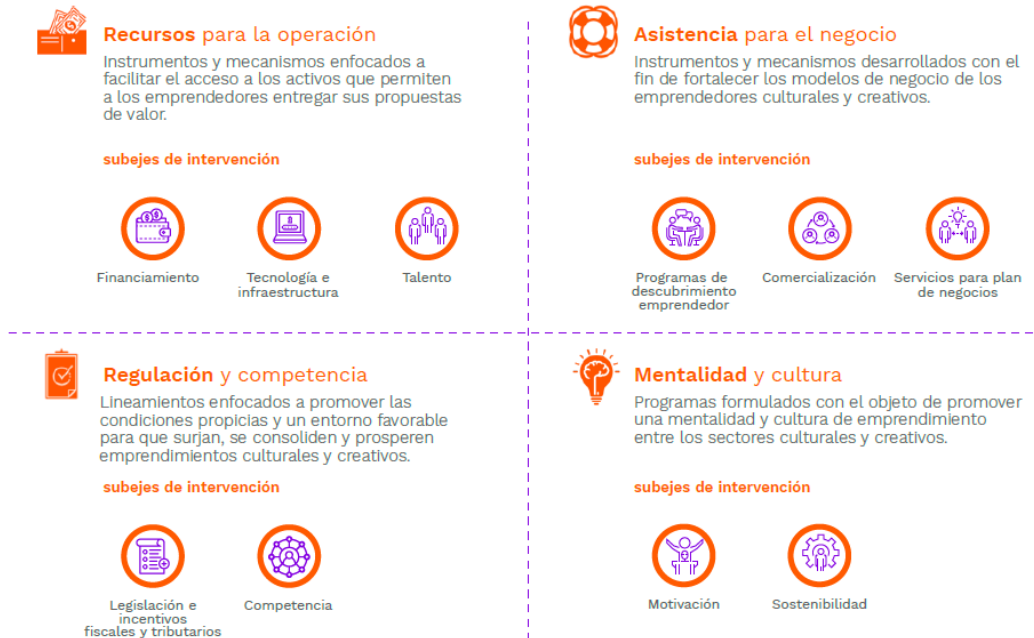 Recursos para la operación
Instrumentos y mecanismos enfocados a
facilitar el acceso a los activos que permiten
a los emprendedores entregar sus propuestas
de valor.
subejes de intervención
Financiamiento
Tecnología e
infraestructura
Talento
Asistencia para el negocio
Instrumentos y mecanismos desarrollados con el
fin de fortalecer los modelos de negocio de los
emprendedores culturales y creativos.
subejes de intervención
Programas de
descubrimiento
emprendedor
Comercialización
Servicios para plan
de negocios
Regulación y competencia
Lineamientos enfocados a promover las
condiciones propicias y un entorno favorable
para que surjan, se consoliden y prosperen
emprendimientos culturales y creativos.
subejes de intervención
Legislación e
incentivos
fiscales y tributarios
Competencia
Mentalidad y cultura
Programas formulados con el objeto de promover
una mentalidad y cultura de emprendimiento
entre los sectores culturales y creativos.
subejes de intervención
Motivación
Sostenibilidad